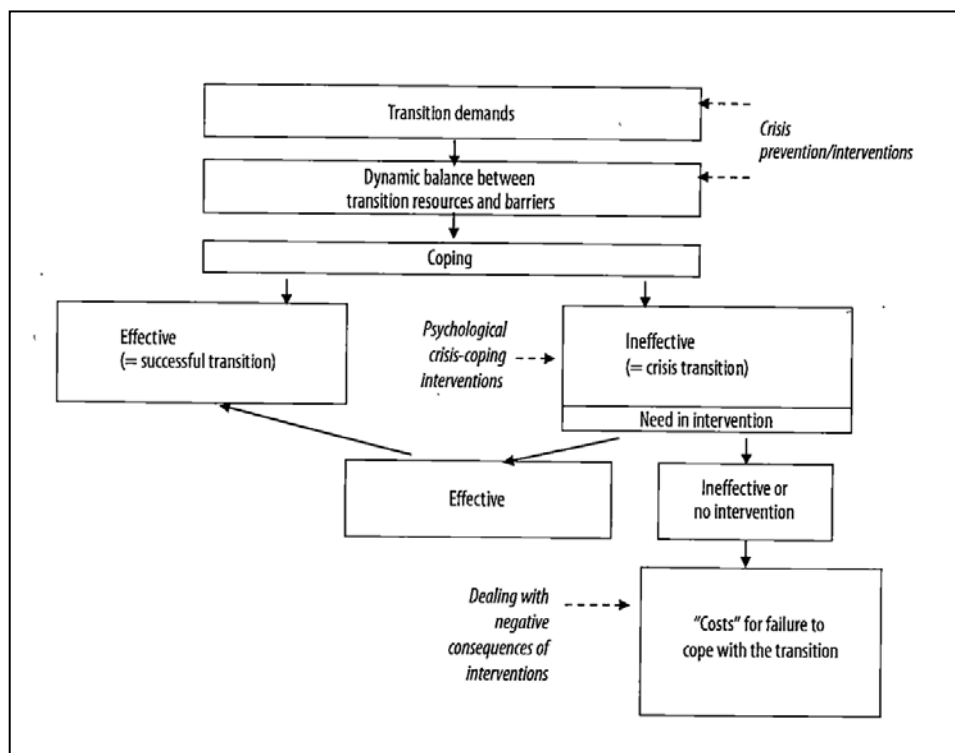 Transition demands
Crisis
prevention/interventions
Dynamic balance between
transition resources and barriers
Coping
Effective
(= successful transition)
Psychological
crisis-coping
interventions
Ineffective
(= crisis transition)
Need in intervention
Effective
Ineffective or
no intervention
Dealing with
negative
consequences of
interventions
"Costs" for failure to
cope with the transition